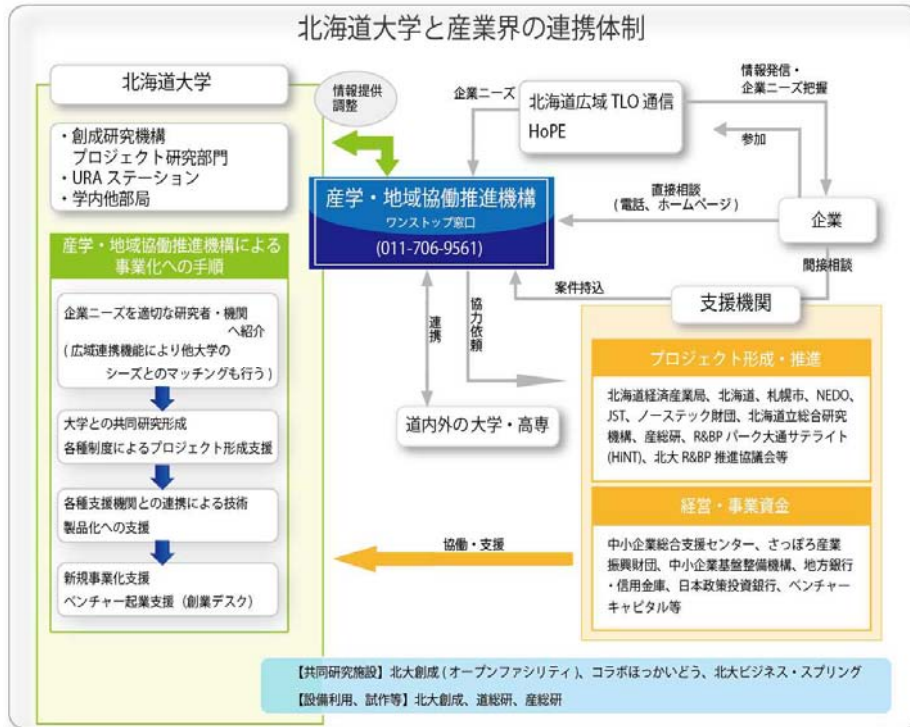 北海道大学と産業界の連携体制
北海道大学
・創成研究機構
プロジェクト研究部門
・URA ステーション
・学内他部局
産学・地域協働推進機構による
事業化への手順
企業ニーズを適切な研究者・機関
へ紹介
( 広域連携機能により他大学の
シーズとのマッチングも行う )
大学との共同研究形成
各種制度によるプロジェクト形成支援
各種支援機関との連携による技術
製品化への支援
新規事業化支援
ベンチャー起業支援（創業デスク）
情報提供
調整
企業ニーズ
北海道広域 TLO 通信
HoPE
情報発信・
企業ニーズ把握
参加
産学・地域協働推進機構
ワンストップ窓口
(011-706-9561)
直接相談
( 電話、ホームページ )
企業
間接相談
案件持込
支援機関
連携
協力依頼
道内外の大学・高専
プロジェクト形成・推進
北海道経済産業局、北海道、札幌市、NEDO、
JST、ノーステック財団、北海道立総合研究
機構、産総研、R&BP パーク大通サテライト
(HiNT)、北大 R&BP 推進協議会等
経営・事業資金
中小企業総合支援センター、さっぽろ産業
振興財団、中小企業基盤整備機構、地方銀行
・信用金庫、日本政策投資銀行、ベンチャー
キャピタル等
協働・支援
【共同研究施設】北大創成 ( オープンファシリティ )、コラボほっかいどう、北大ビジネス・スプリング
【設備利用、試作等】北大創成、道総研、産総研